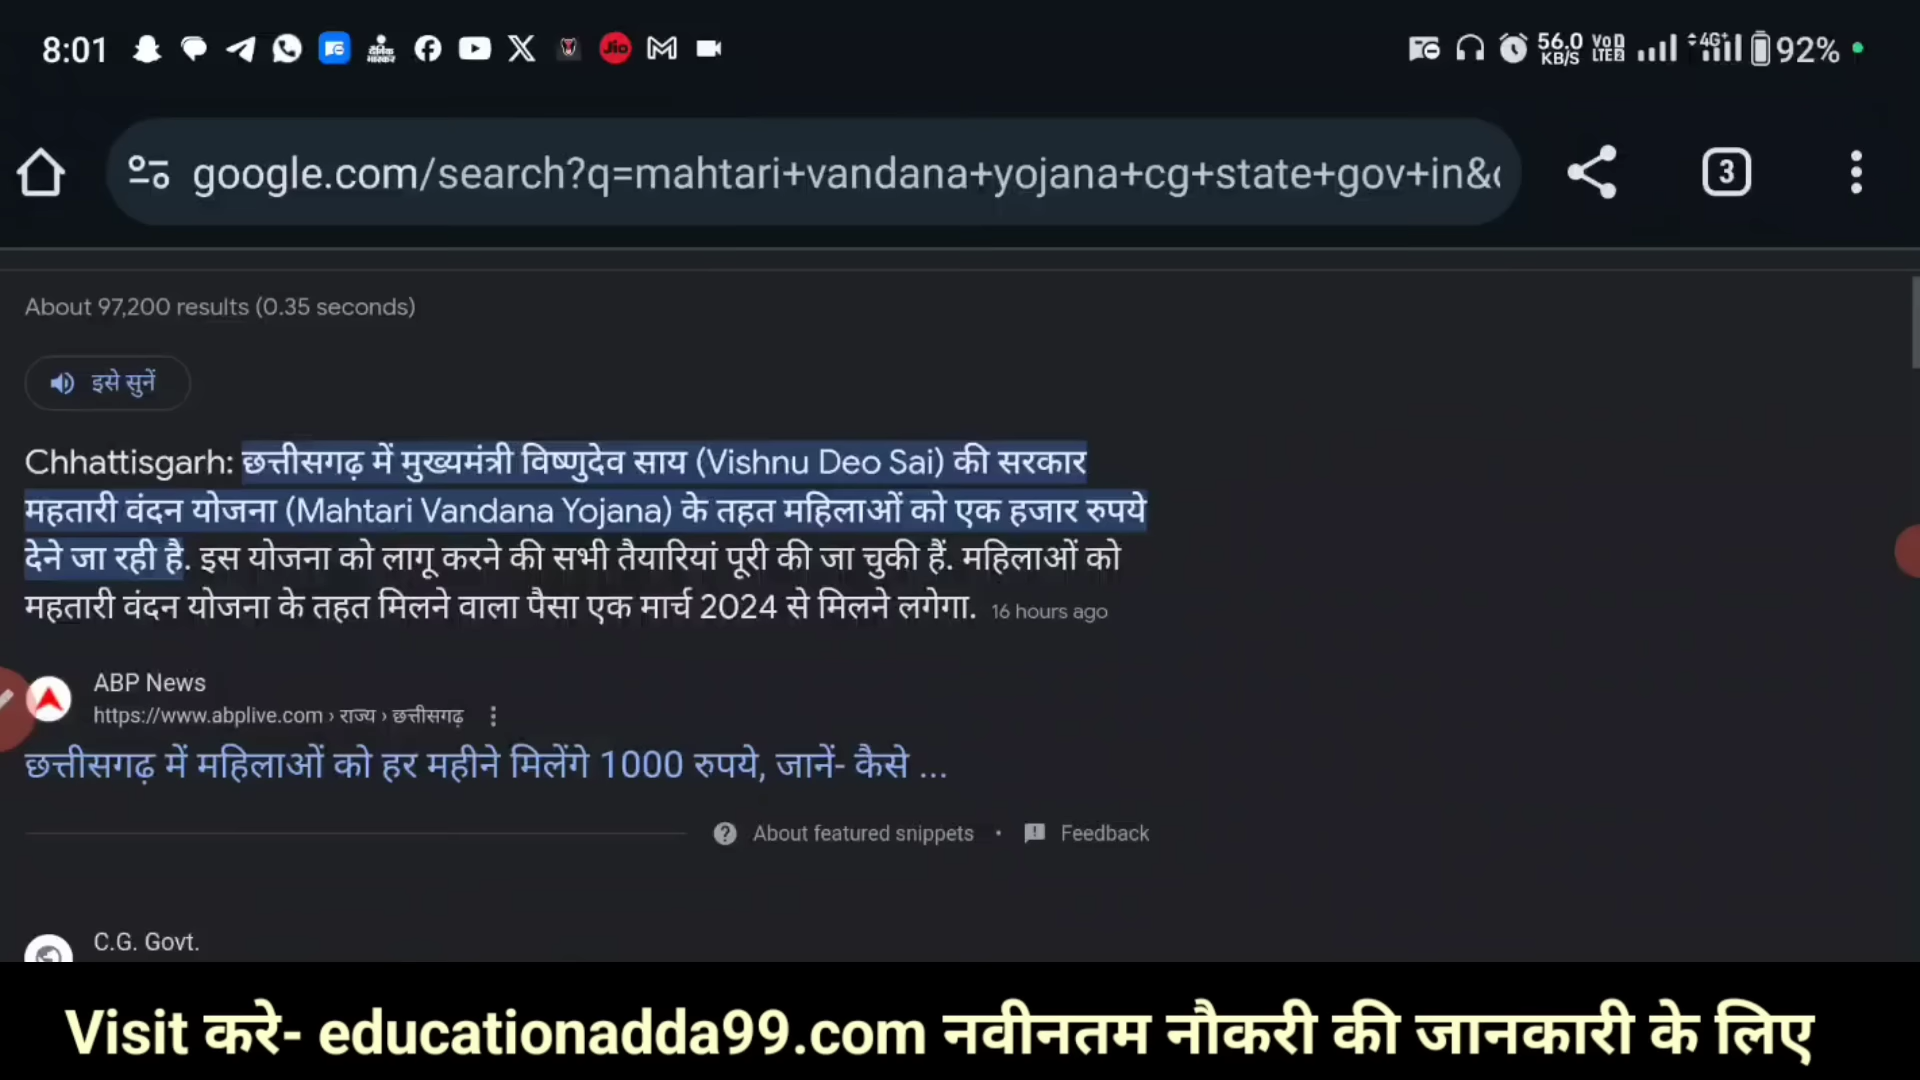 8:01
56.0 KB/S
VoD LTE2
4G+
92%
google.com/search?q=mahtari+vandana+yojana+cg+state+gov+in&
3
About 97,200 results (0.35 seconds)
इसे सुनें
Chhattisgarh: छत्तीसगढ़ में मुख्यमंत्री विष्णुदेव साय (Vishnu Deo Sai) की सरकार
महतारी वंदन योजना (Mahtari Vandana Yojana) के तहत महिलाओं को एक हजार रुपये
देने जा रही है. इस योजना को लागू करने की सभी तैयारियां पूरी की जा चुकी हैं. महिलाओं को
महतारी वंदन योजना के तहत मिलने वाला पैसा एक मार्च 2024 से मिलने लगेगा. 16 hours ago
ABP News
https://www.abplive.com › राज्य › छत्तीसगढ़
छत्तीसगढ़ में महिलाओं को हर महीने मिलेंगे 1000 रुपये, जानें- कैसे ...
About featured snippets • Feedback
C.G. Govt.
Visit करे- educationadda99.com नवीनतम नौकरी की जानकारी के लिए